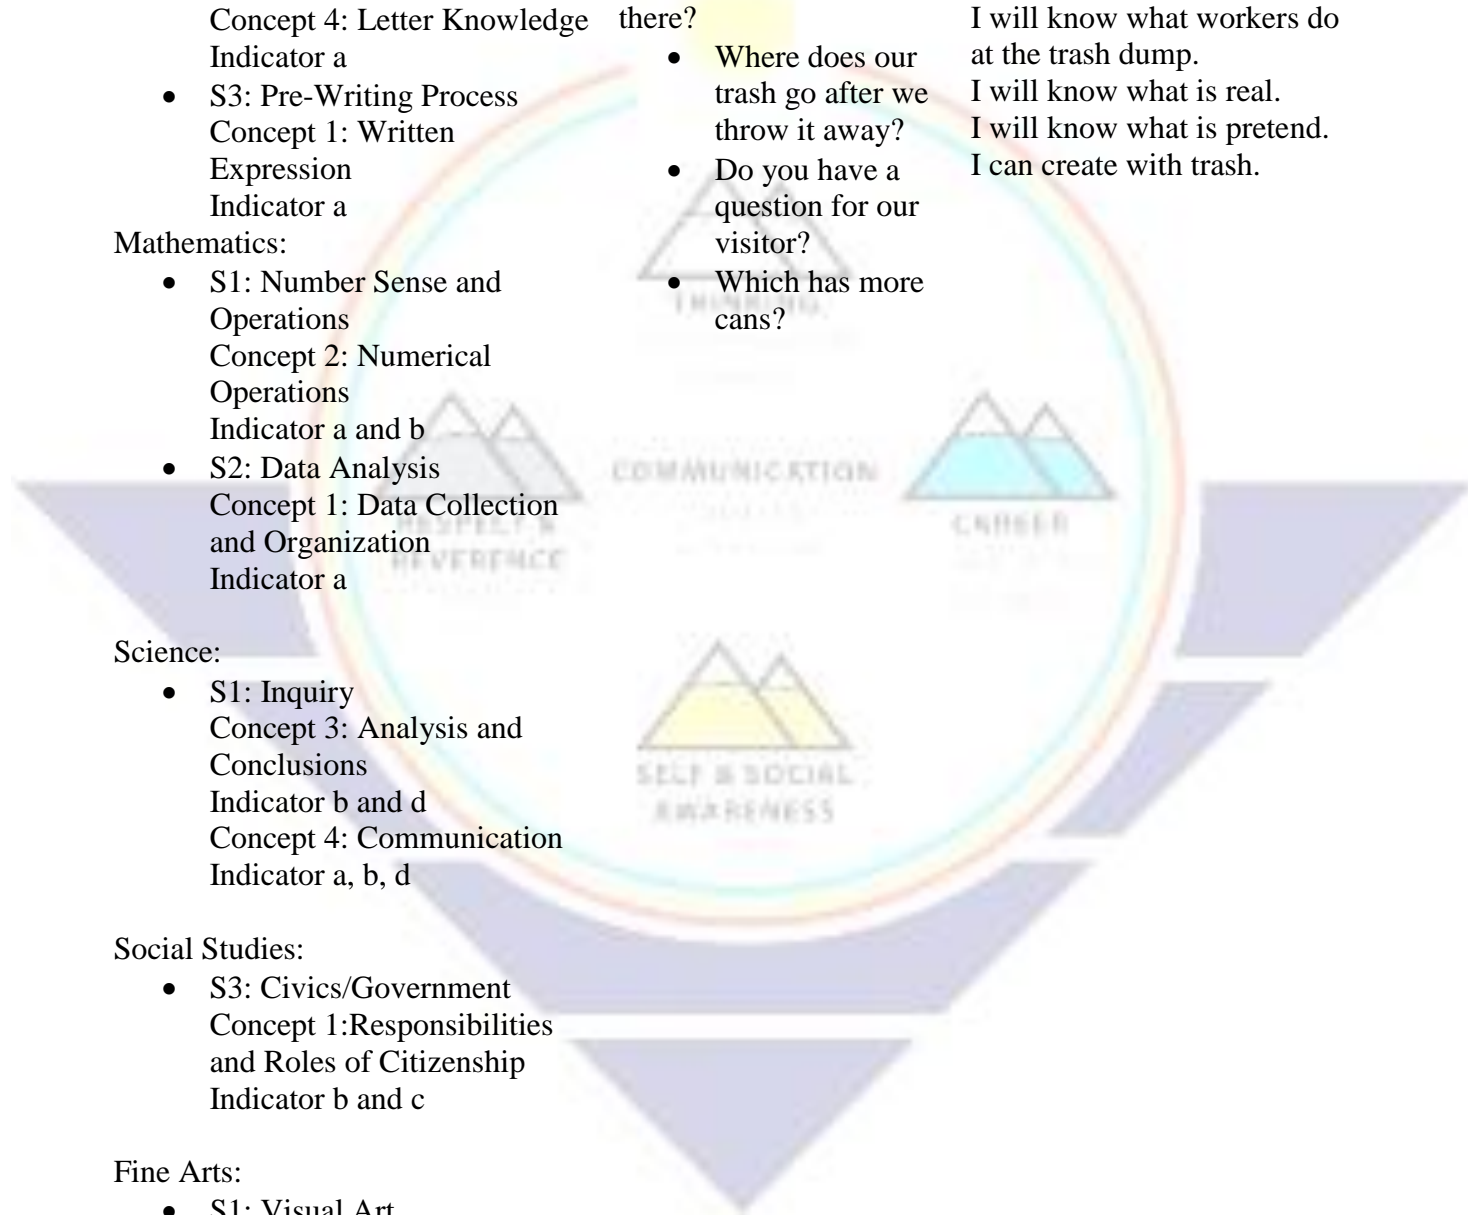 Concept 4: Letter Knowledge
Indicator a
• S3: Pre-Writing Process
Concept 1: Written
Expression
Indicator a
Mathematics:
• S1: Number Sense and
Operations
Concept 2: Numerical
Operations
Indicator a and b
• S2: Data Analysis
Concept 1: Data Collection
and Organization
Indicator a
Science:
• S1: Inquiry
Concept 3: Analysis and
Conclusions
Indicator b and d
Concept 4: Communication
Indicator a, b, d
Social Studies:
• S3: Civics/Government
Concept 1:Responsibilities
and Roles of Citizenship
Indicator b and c
Fine Arts:
• S1: Visual Art
there?
• Where does our
trash go after we
throw it away?
• Do you have a
question for our
visitor?
• Which has more
cans?
I will know what workers do
at the trash dump.
I will know what is real.
I will know what is pretend.
I can create with trash.
THINKING
RESPECT &
REVERENCE
COMMUNICATION
CAREER
SELF & SOCIAL
AWARENESS